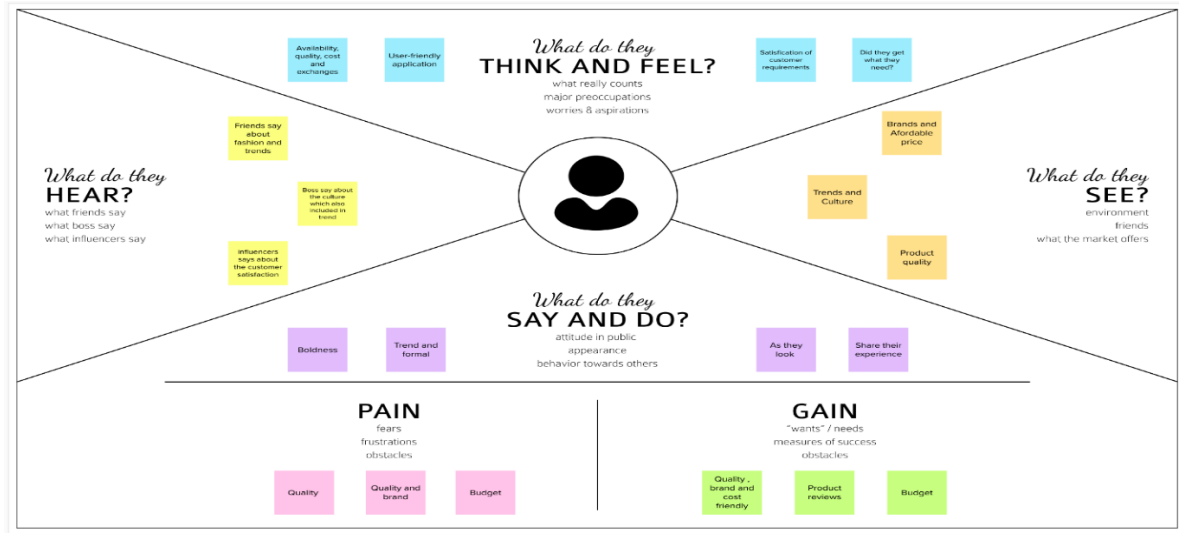 What do they
THINK AND FEEL?
what really counts
major preoccupations
worries & aspirations
Availability,
quality, cost
and
exchanges
User-friendly
application
Satisfication of
customer
requirements
Did they get
what they
need?
What do they
HEAR?
what friends say
what boss say
what influencers say
Friends say
about
fashion and
tronds
Boss say about
the culture
which also
included in
trend
influencers
says about
the customer
satisfaction
What do they
SEE?
environment
friends
what the market offers
Brands and
Afordable
price
Trends and
Culture
Product
quality
What do they
SAY AND DO?
attitude in public
appearance
behavior towards others
Boldness
Trend and
formal
As they
look
Share their
experience
PAIN
fears
frustrations
obstacles
Quality
Quality and
brand
Budget
GAIN
"wants" / needs
measures of success
obstacles
Quality ,
brand and
cost
friendly
Product
reviews
Budget